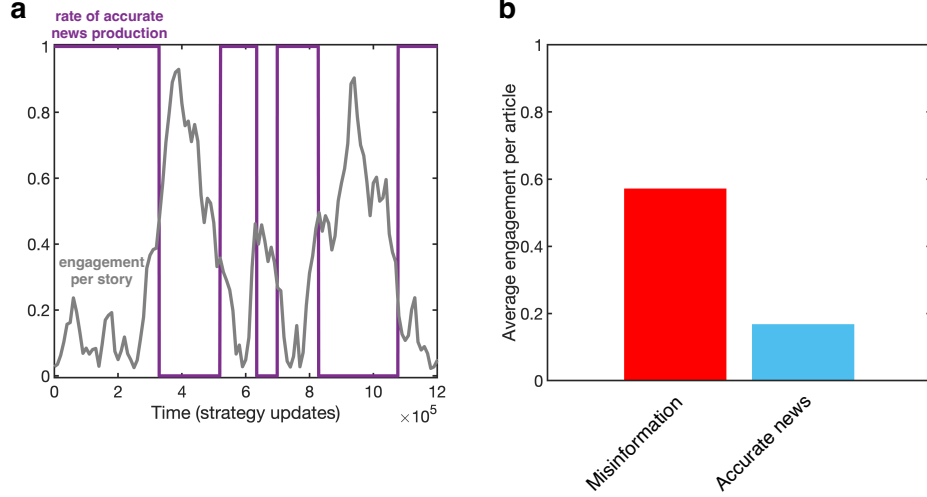 a
rate of accurate
news production
1
0.8
0.6
0.4
0.2
0
engagement
per story
0 2 4 6 8 10 12
Time (strategy updates)
×10⁵
b
Average engagement per article
1
0.8
0.6
0.4
0.2
0
Misinformation
Accurate news